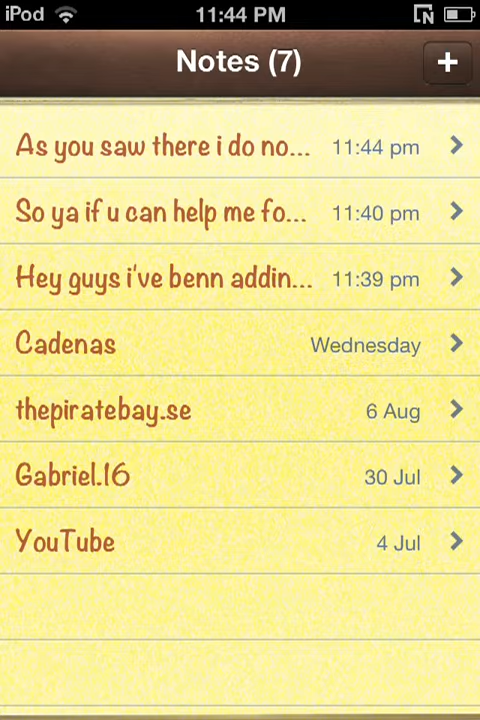 iPod 11:44 PM
Notes (7) +
As you saw there i do no... 11:44 pm
So ya if u can help me fo... 11:40 pm
Hey guys i've benn addin... 11:39 pm
Cadenas Wednesday
thepiratebay.se 6 Aug
Gabriel.16 30 Jul
YouTube 4 Jul